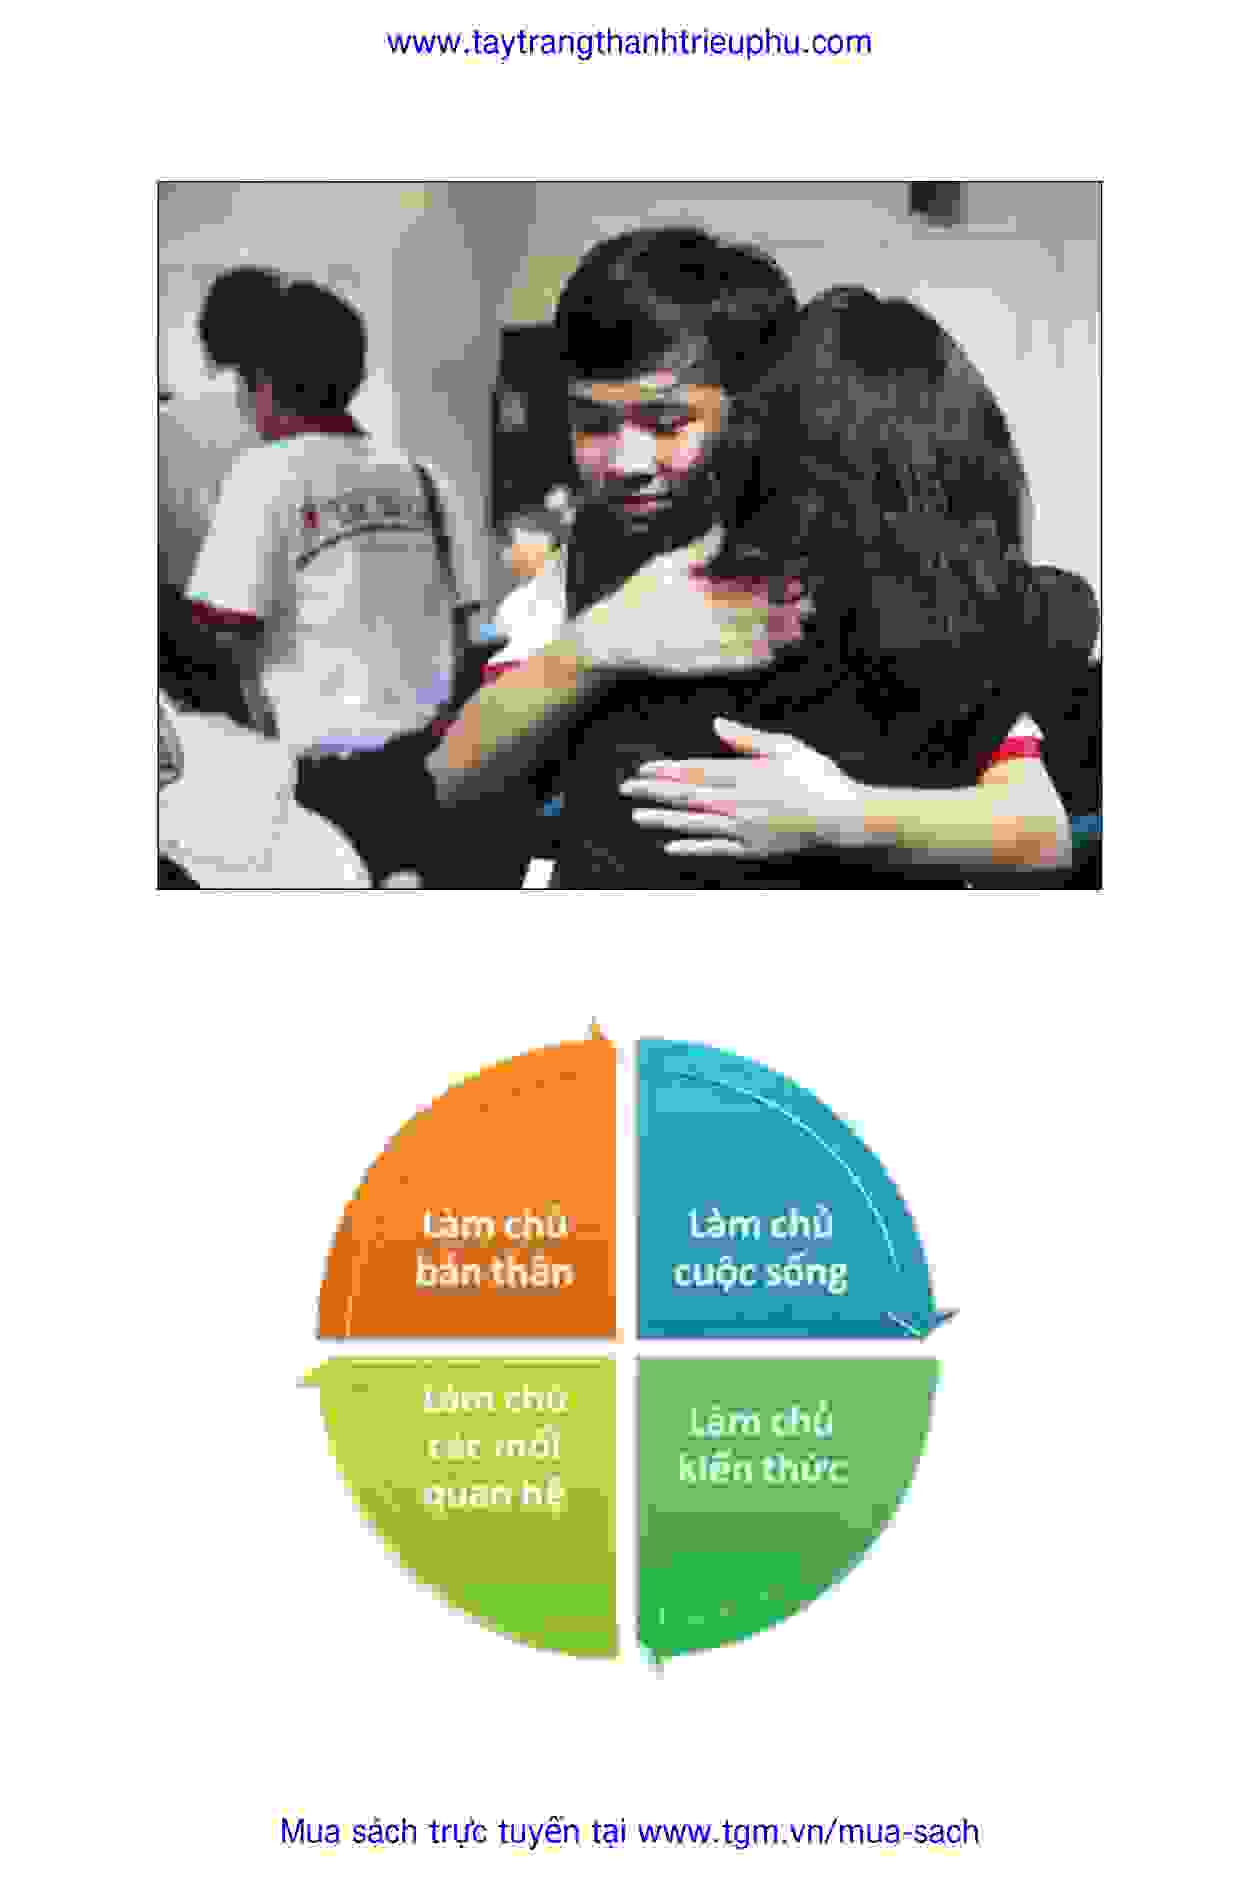 www.taytrangthanhtrieuphu.com
Làm chủ
bản thân
Làm chủ
cuộc sống
Làm chủ
các mối
quan hệ
Làm chủ
kiến thức
Mua sách trực tuyến tại www.tgm.vn/mua-sach